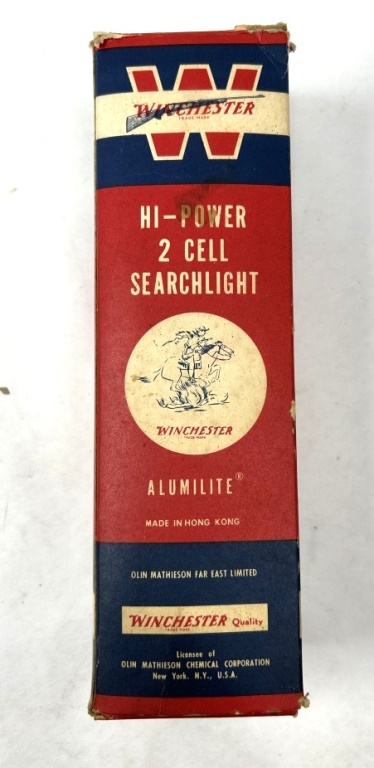 W
WINCHESTER
TRADE MARK
HI-POWER
2 CELL
SEARCHLIGHT
WINCHESTER
TRADE MARK
ALUMILITE®
MADE IN HONG KONG
OLIN MATHIESON FAR EAST LIMITED
WINCHESTER Quality
TRADE MARK
Licensee of
OLIN MATHIESON CHEMICAL CORPORATION
New York. N.Y., U.S.A.